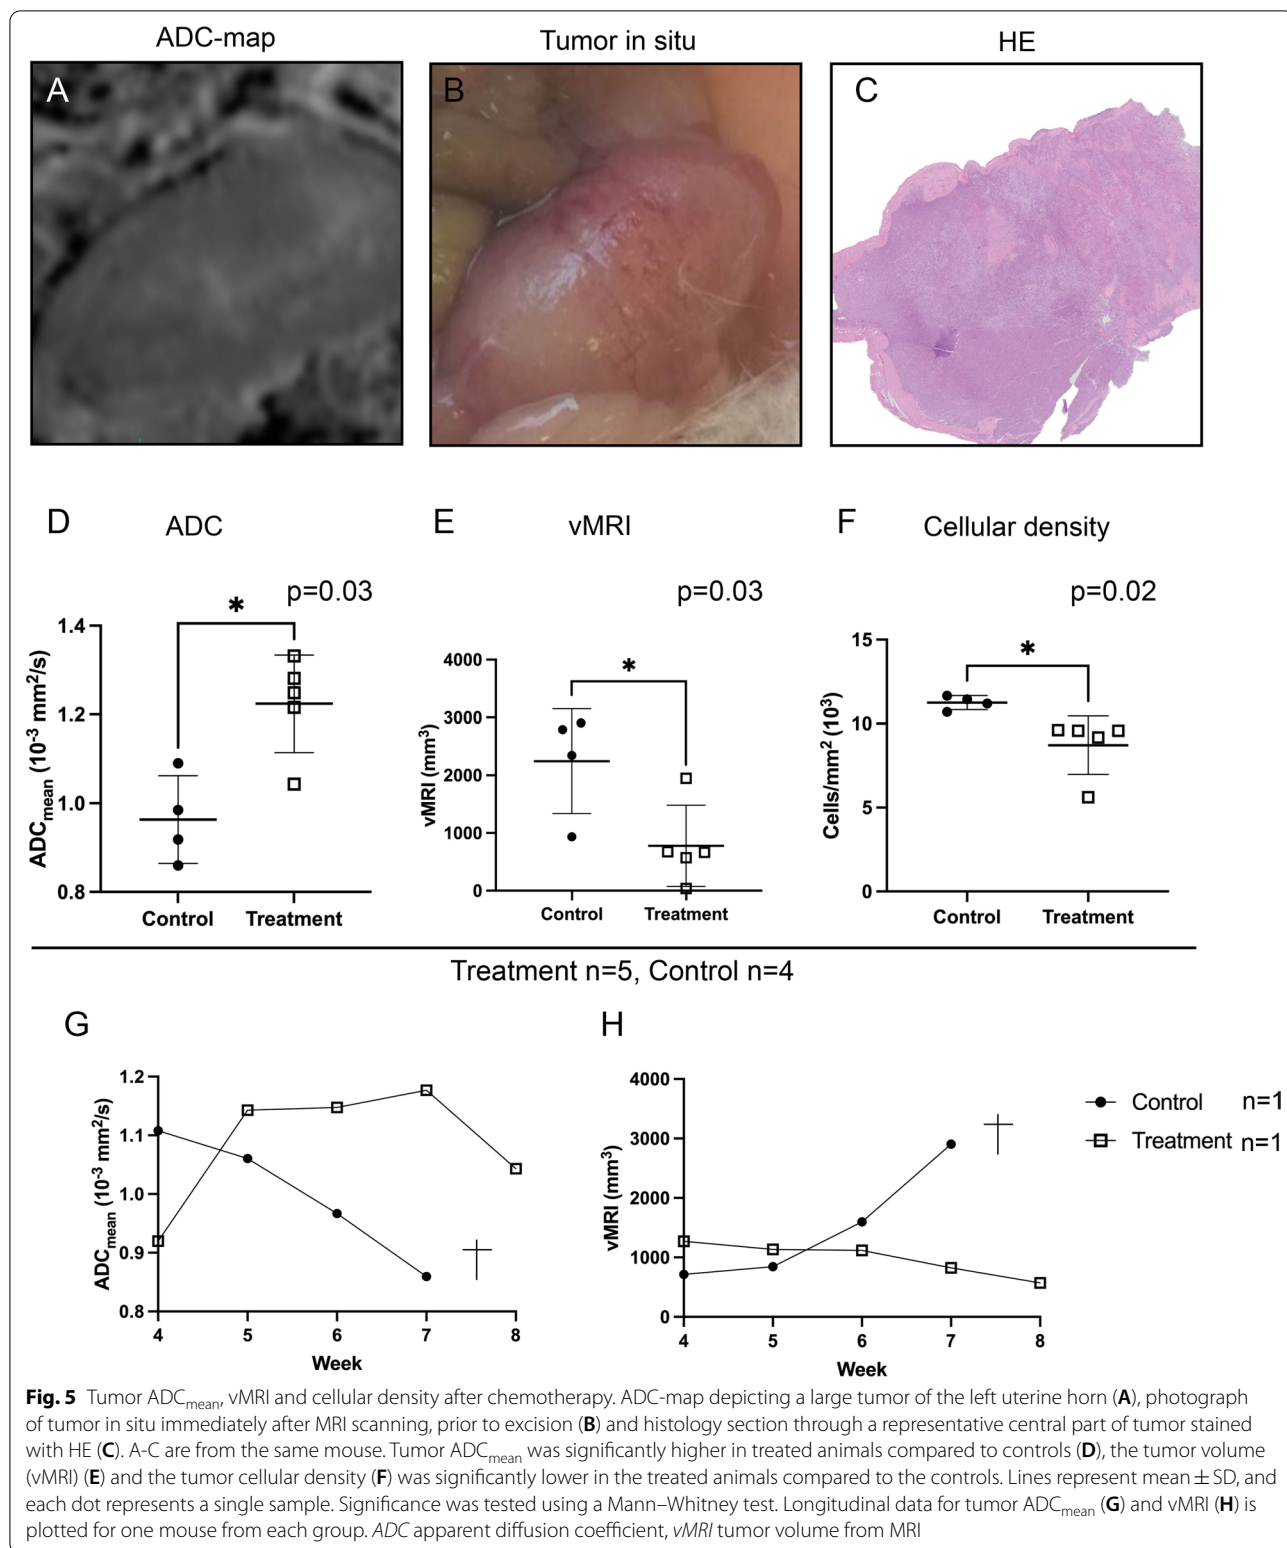 ADC-map
Tumor in situ
HE
A
B
C
D
ADC
E
vMRI
F
Cellular density
p=0.03
p=0.03
p=0.02
*
*
*
ADCmean (10-3 mm2/s)
1.4
1.2
1.0
0.8
Control
Treatment
vMRI (mm3)
4000
3000
2000
1000
0
Control
Treatment
Cells/mm2 (103)
15
10
5
0
Control
Treatment
Treatment n=5, Control n=4
G
ADCmean (10-3 mm2/s)
1.2
1.1
1.0
0.9
0.8
4
5
6
7
8
Week
†
H
vMRI (mm3)
4000
3000
2000
1000
0
4
5
6
7
8
Week
†
Control n=1
Treatment n=1
Fig. 5 Tumor ADCmean, vMRI and cellular density after chemotherapy. ADC-map depicting a large tumor of the left uterine horn (A), photograph
of tumor in situ immediately after MRI scanning, prior to excision (B) and histology section through a representative central part of tumor stained
with HE (C). A-C are from the same mouse. Tumor ADCmean was significantly higher in treated animals compared to controls (D), the tumor volume
(vMRI) (E) and the tumor cellular density (F) was significantly lower in the treated animals compared to the controls. Lines represent mean ± SD, and
each dot represents a single sample. Significance was tested using a Mann–Whitney test. Longitudinal data for tumor ADCmean (G) and vMRI (H) is
plotted for one mouse from each group. ADC apparent diffusion coefficient, vMRI tumor volume from MRI